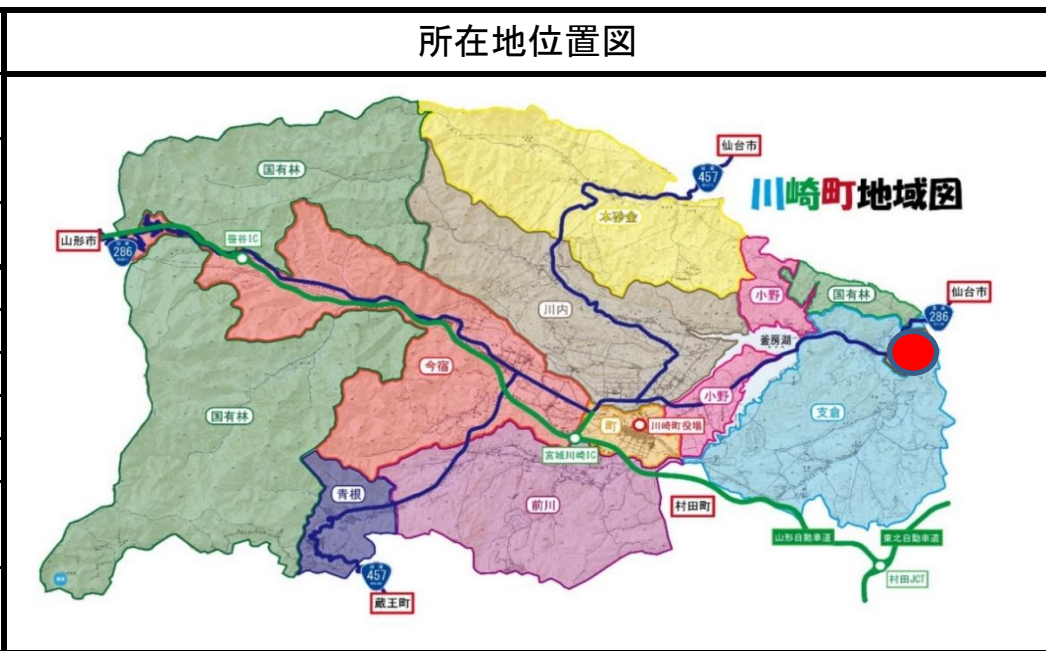 所在地位置図
川崎町地域図
仙台市
457
国有林
本砂金
山形市
286
笹谷IC
小野
国有林
仙台市
286
川内
釜房湖
今宿
小野
支倉
国有林
町
川崎町役場
宮城川崎IC
青根
前川
村田町
山形自動車道
東北自動車道
457
蔵王町
村田JCT